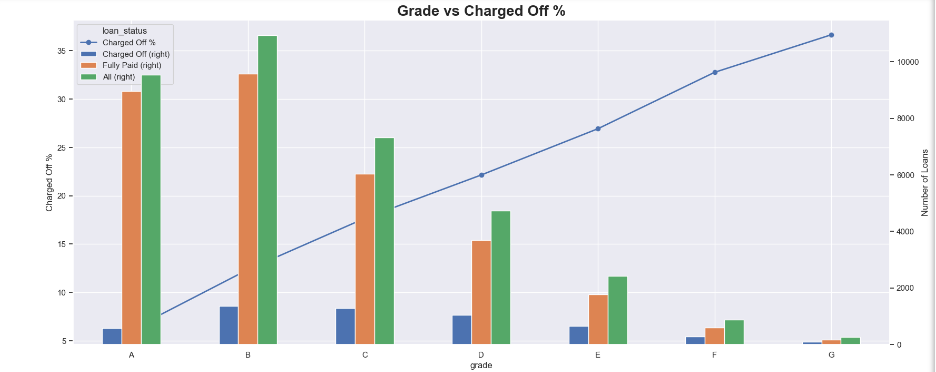 Grade vs Charged Off %
loan_status
Charged Off %
Charged Off (right)
Fully Paid (right)
All (right)
35
30
25
20
15
10
5
Charged Off %
10000
8000
6000
4000
2000
0
Number of Loans
A B C D E F G
grade